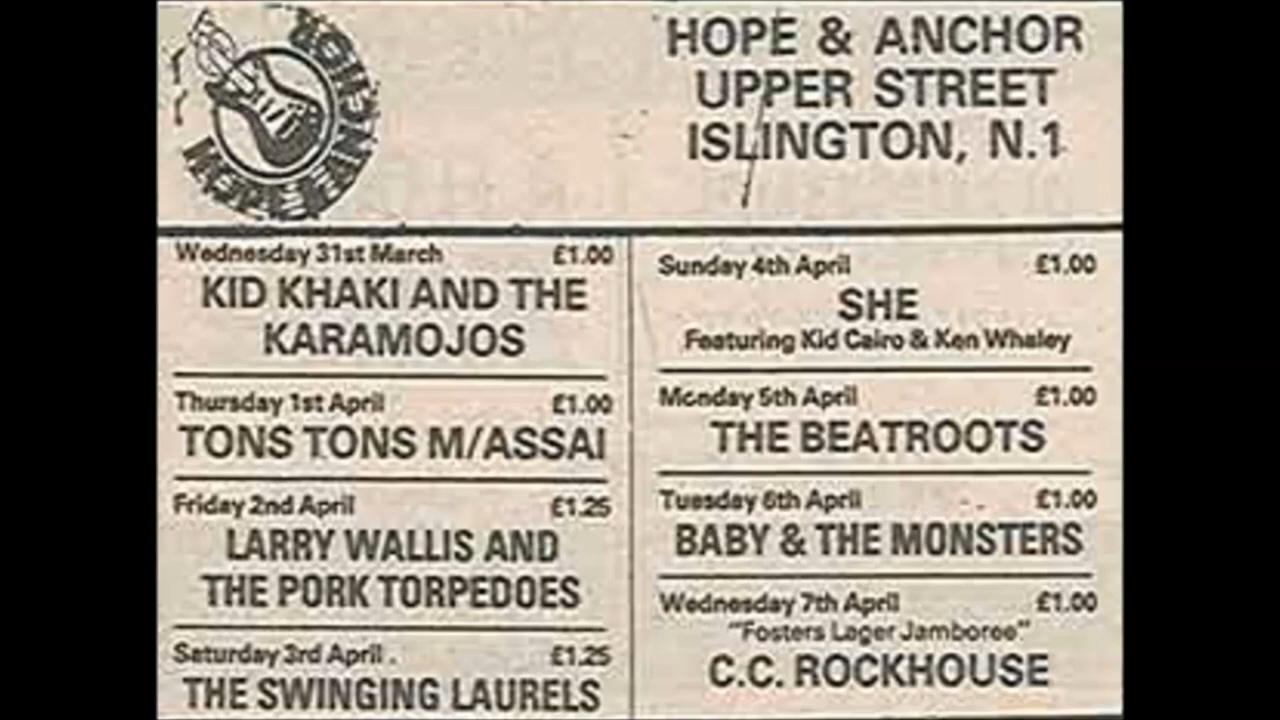 HOPE & ANCHOR
UPPER STREET
ISLINGTON, N.1
Wednesday 31st March £1.00
KID KHAKI AND THE
KARAMOJOS
Thursday 1st April £1.00
TONS TONS M/ASSAI
Friday 2nd April £1.25
LARRY WALLIS AND
THE PORK TORPEDOES
Saturday 3rd April. £1.25
THE SWINGING LAURELS
Sunday 4th April £1.00
SHE
Featuring Kid Cairo & Ken Whaley
Monday 5th April £1.00
THE BEATROOTS
Tuesday 6th April £1.00
BABY & THE MONSTERS
Wednesday 7th April £1.00
"Fosters Lager Jamboree"
C.C. ROCKHOUSE